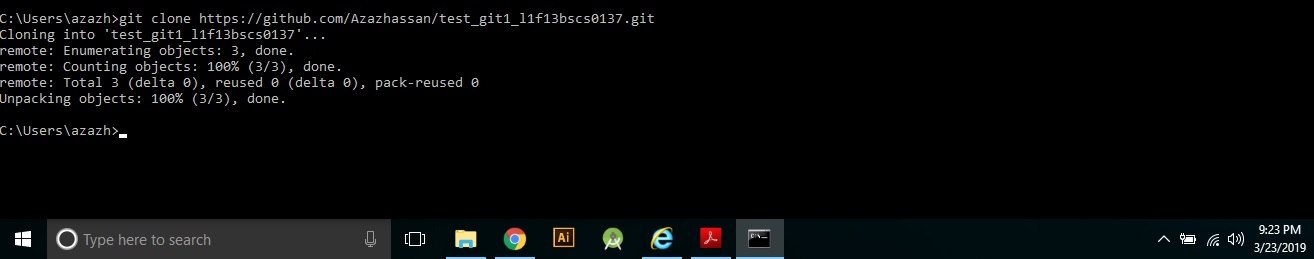 C:\Users\azazh>git clone https://github.com/Azazhassan/test_git1_l1f13bscs0137.git
Cloning into 'test_git1_l1f13bscs0137'...
remote: Enumerating objects: 3, done.
remote: Counting objects: 100% (3/3), done.
remote: Total 3 (delta 0), reused 0 (delta 0), pack-reused 0
Unpacking objects: 100% (3/3), done.
C:\Users\azazh>
Type here to search
Ai
9:23 PM
3/23/2019